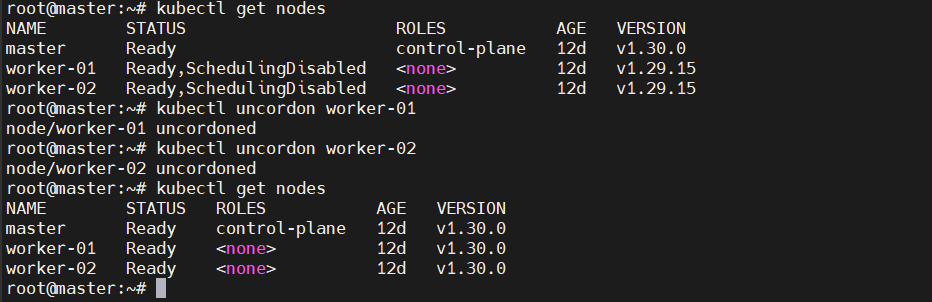 root@master:~# kubectl get nodes
NAME        STATUS                     ROLES           AGE   VERSION
master      Ready                      control-plane   12d   v1.30.0
worker-01   Ready,SchedulingDisabled   <none>          12d   v1.29.15
worker-02   Ready,SchedulingDisabled   <none>          12d   v1.29.15
root@master:~# kubectl uncordon worker-01
node/worker-01 uncordoned
root@master:~# kubectl uncordon worker-02
node/worker-02 uncordoned
root@master:~# kubectl get nodes
NAME        STATUS   ROLES           AGE   VERSION
master      Ready    control-plane   12d   v1.30.0
worker-01   Ready    <none>          12d   v1.30.0
worker-02   Ready    <none>          12d   v1.30.0
root@master:~#